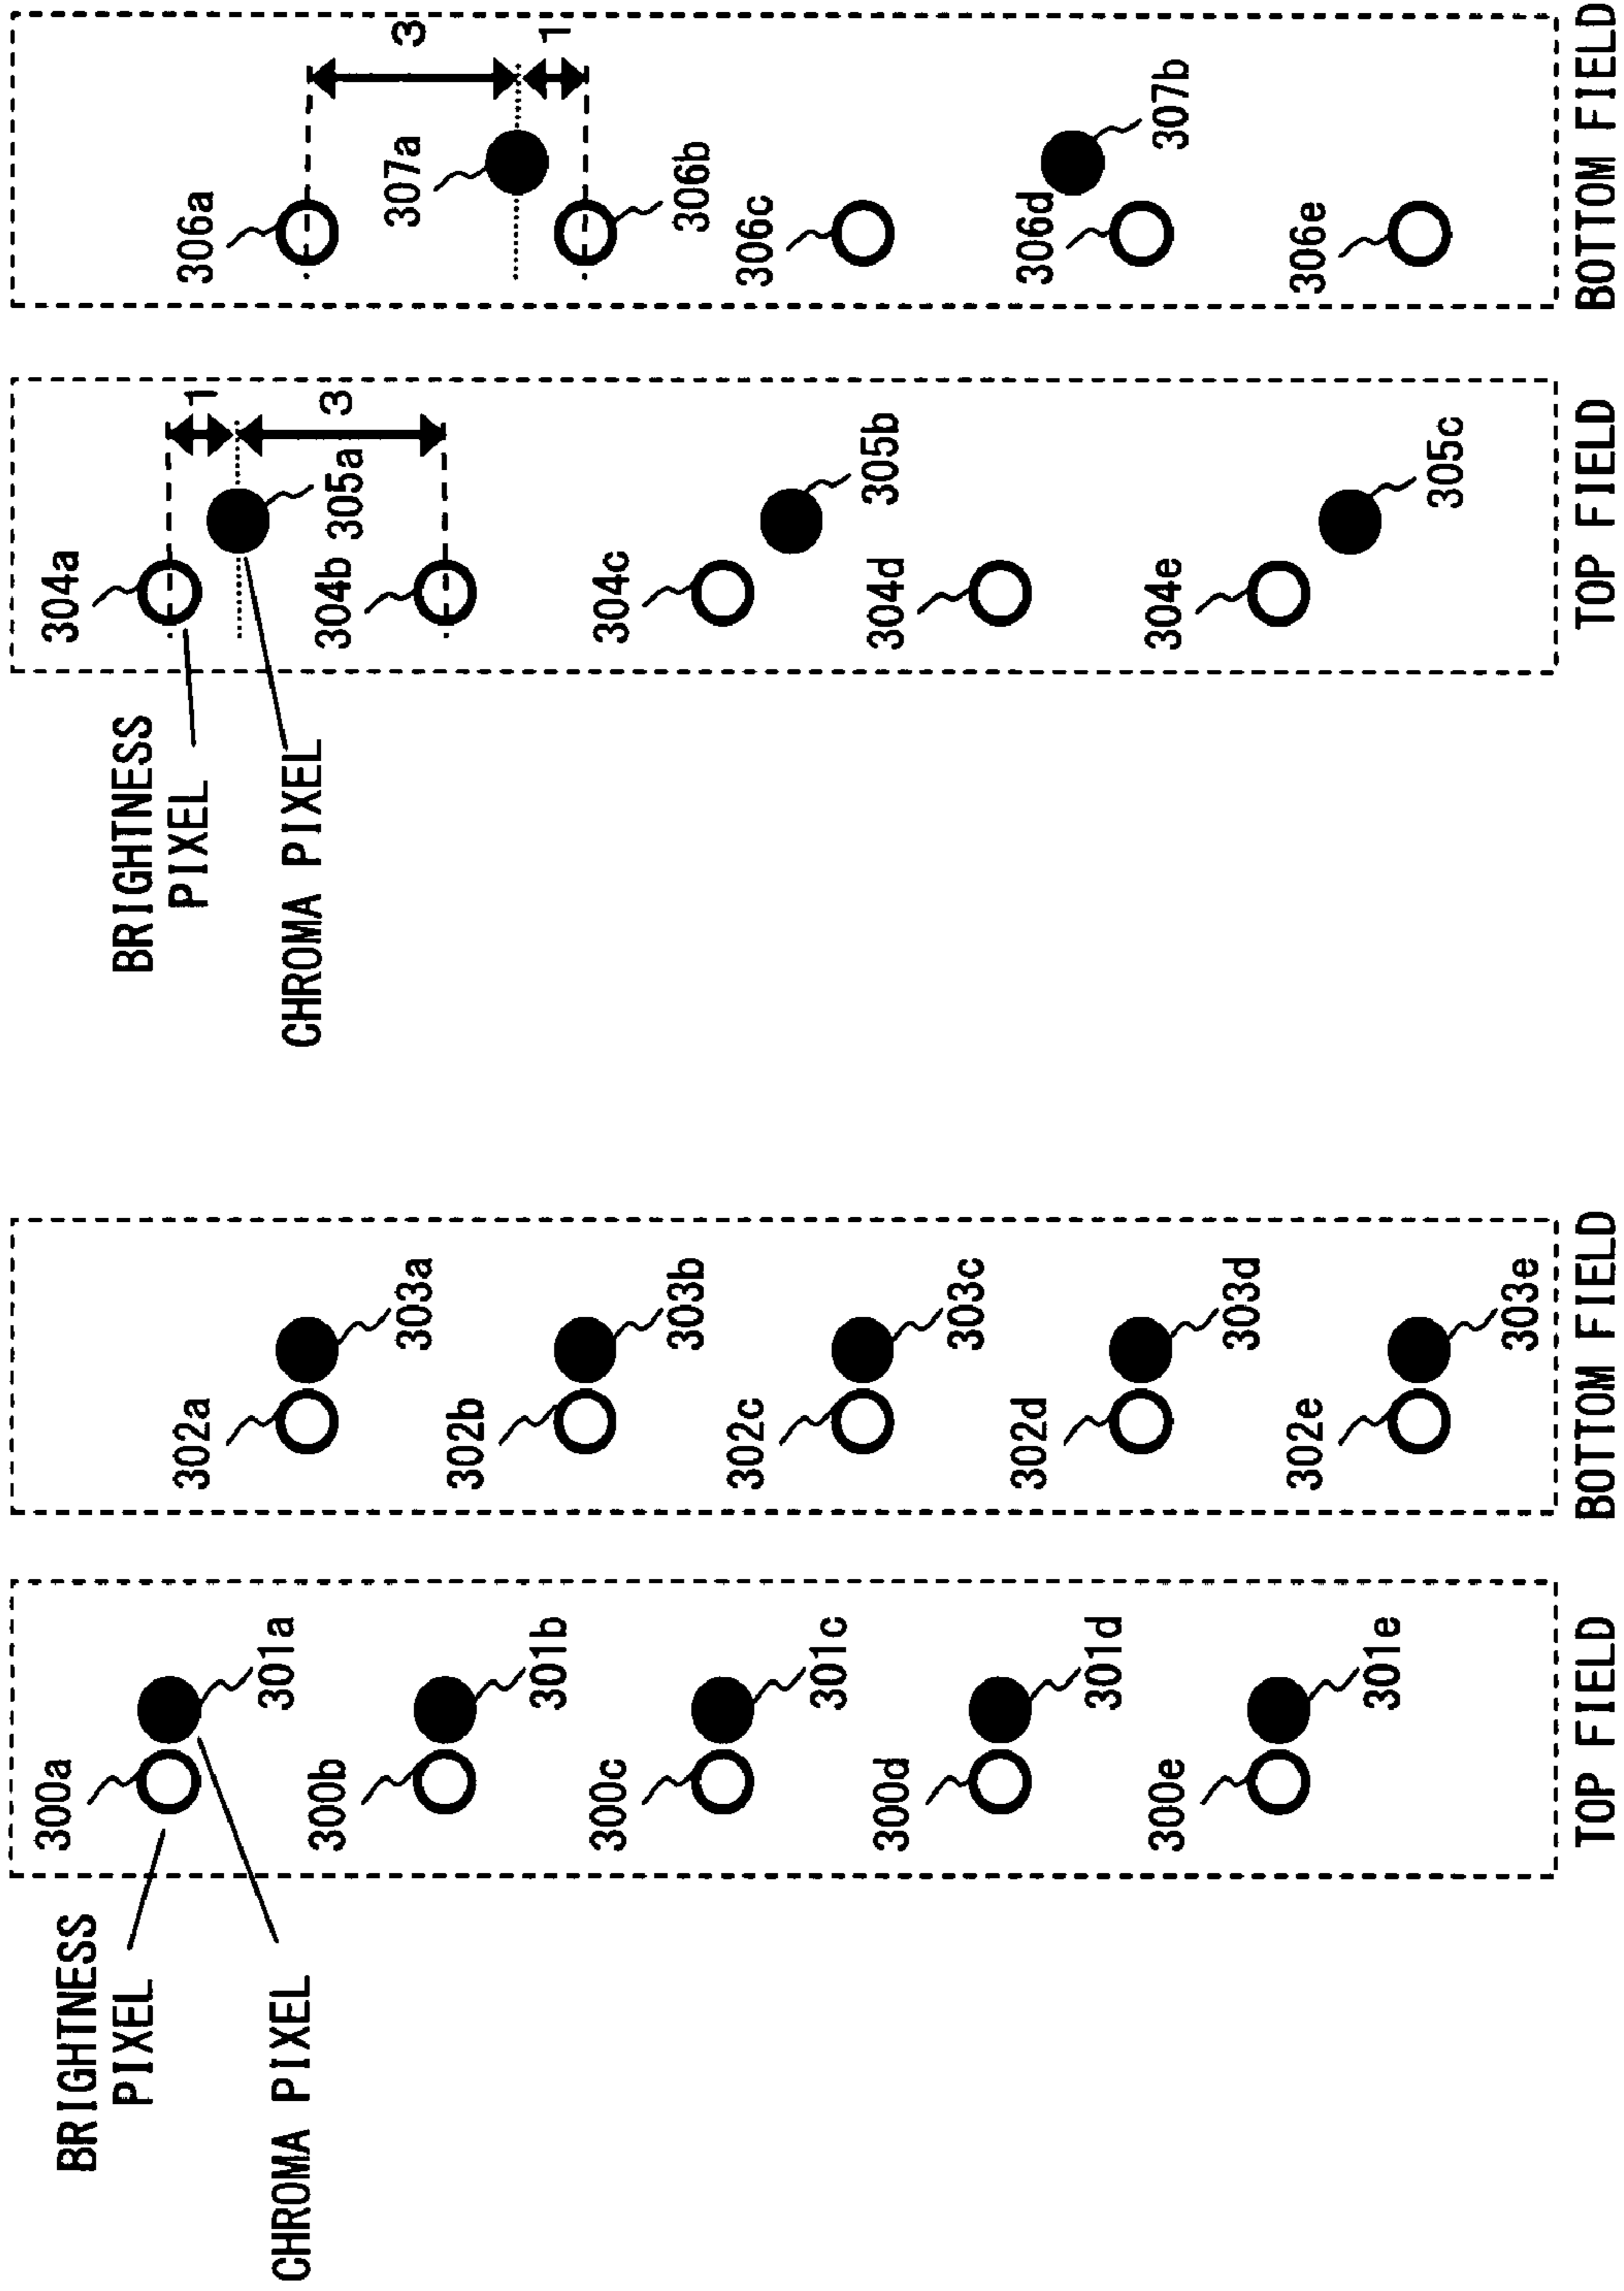 BRIGHTNESS
PIXEL
CHROMA PIXEL
300a
301a
300b
301b
300c
301c
300d
301d
300e
301e
TOP FIELD
302a
303a
302b
303b
302c
303c
302d
303d
302e
303e
BOTTOM FIELD
BRIGHTNESS
PIXEL
CHROMA PIXEL
304a
1
305a
3
304b
304c
305b
304d
304e
305c
TOP FIELD
306a
3
307a
1
306b
306c
306d
307b
306e
BOTTOM FIELD